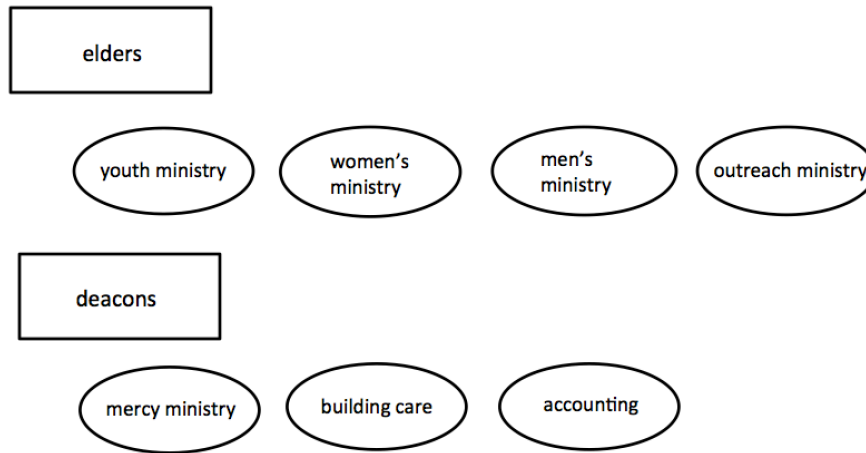 elders
youth ministry
women's
ministry
men's
ministry
outreach ministry
deacons
mercy ministry
building care
accounting